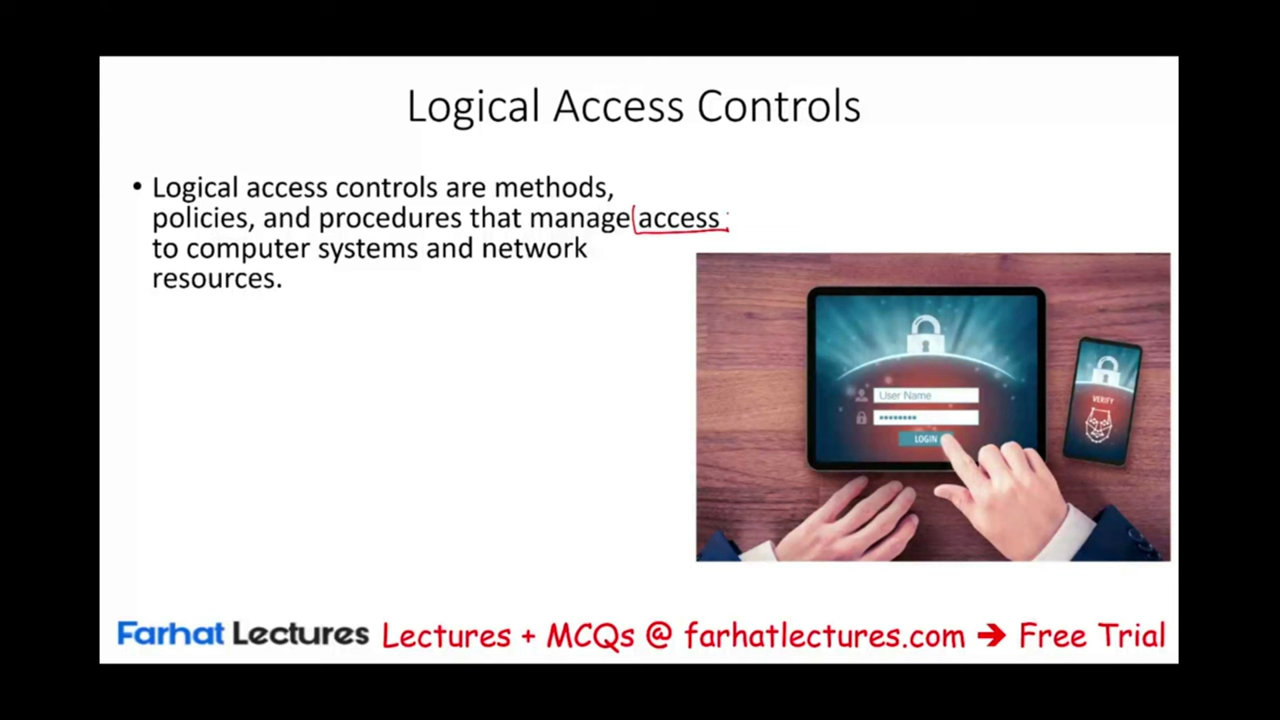 Logical Access Controls
• Logical access controls are methods,
policies, and procedures that manage access
to computer systems and network
resources.
User Name
********
LOGIN
VERIFY
Farhat Lectures Lectures + MCQs @ farhatlectures.com ➔ Free Trial